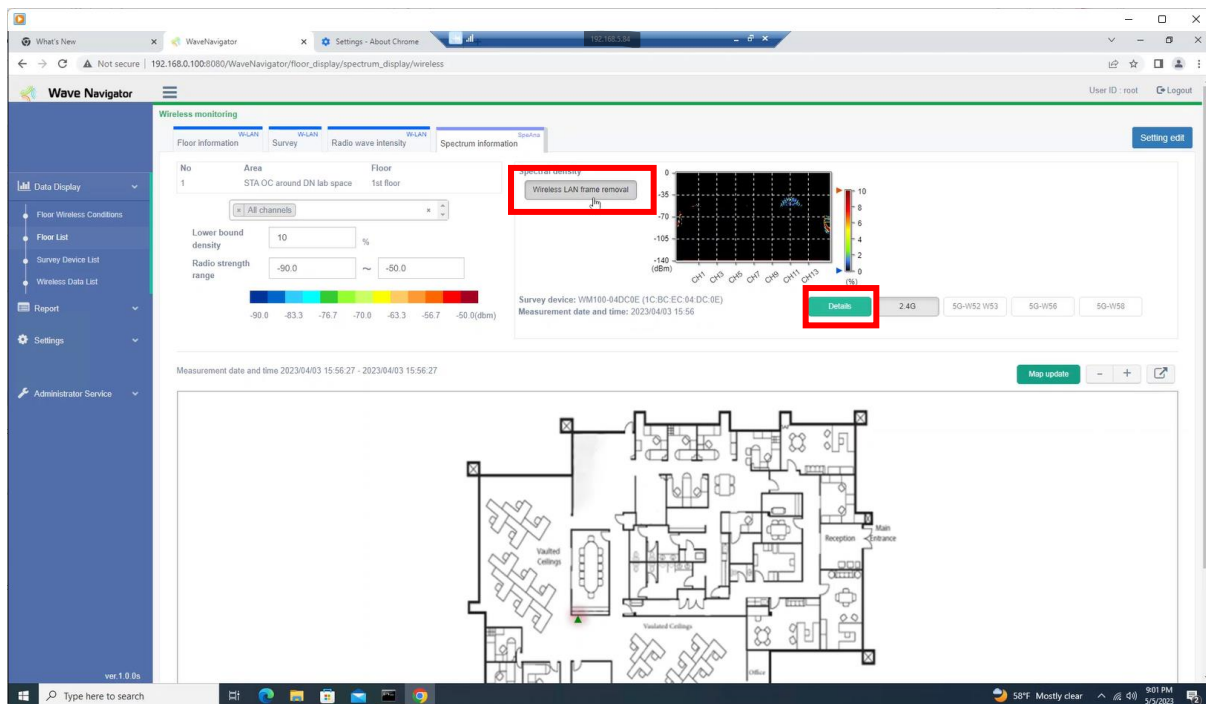 What's New
WaveNavigator
Settings - About Chrome
192.168.5.84
Not secure
192.168.0.100:8080/WaveNavigator/floor_display/spectrum_display/wireless
Wave Navigator
User ID : root
Logout
Wireless monitoring
W-LAN
W-LAN
W-LAN
SpeAna
Floor information
Survey
Radio wave intensity
Spectrum information
Setting edit
No
Area
Floor
1
STA OC around DN lab space
1st floor
× All channels
×
Lower bound density
10
%
Radio strength range
-90.0
~
-50.0
-90.0 -83.3 -76.7 -70.0 -63.3 -56.7 -50.0(dbm)
Spectral density
Wireless LAN frame removal
0
-35
-70
-105
-140
(dBm)
CH1 CH3 CH5 CH7 CH9 CH11 CH13
10
8
6
4
2
0
(%)
Survey device: WM100-04DC0E (1C:BC:EC:04:DC:0E)
Measurement date and time: 2023/04/03 15:56
Details
2.4G
5G-W52 W53
5G-W56
5G-W58
Data Display
Floor Wireless Conditions
Floor List
Survey Device List
Wireless Data List
Report
Settings
Administrator Service
ver.1.0.0s
Measurement date and time 2023/04/03 15:56:27 - 2023/04/03 15:56:27
Map update
-
+
Main
Entrance
Reception
Vaulted
Ceilings
Vaulated Ceilings
Office
Type here to search
58°F Mostly clear
9:01 PM
5/5/2023